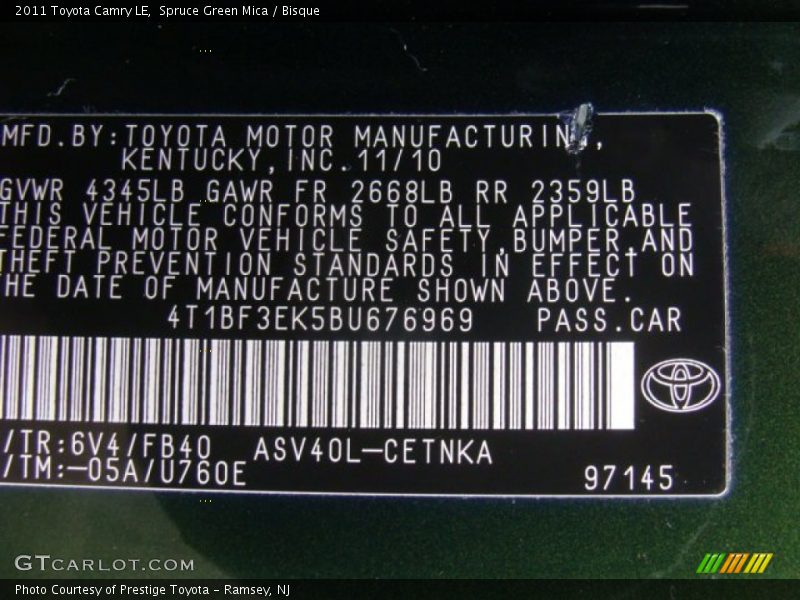 2011 Toyota Camry LE, Spruce Green Mica / Bisque
MFD.BY:TOYOTA MOTOR MANUFACTURIN ,
KENTUCKY,INC.11/10
GVWR 4345LB GAWR FR 2668LB RR 2359LB
THIS VEHICLE CONFORMS TO ALL APPLICABLE
FEDERAL MOTOR VEHICLE SAFETY,BUMPER,AND
THEFT PREVENTION STANDARDS IN EFFECT ON
THE DATE OF MANUFACTURE SHOWN ABOVE.
4T1BF3EK5BU676969 PASS.CAR
/TR:6V4/FB40 ASV40L-CETNKA
/TM:-05A/U760E
97145
GTCARLOT.COM
Photo Courtesy of Prestige Toyota - Ramsey, NJ